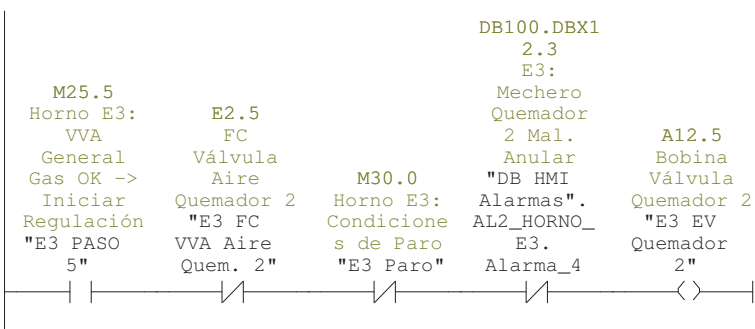 M25.5
Horno E3:
VVA
General
Gas OK ->
Iniciar
Regulación
"E3 PASO
5"
E2.5
FC
Válvula
Aire
Quemador 2
"E3 FC
VVA Aire
Quem. 2"
M30.0
Horno E3:
Condicione
s de Paro
"E3 Paro"
DB100.DBX1
2.3
E3:
Mechero
Quemador
2 Mal.
Anular
"DB HMI
Alarmas".
AL2_HORNO_
E3.
Alarma_4
A12.5
Bobina
Válvula
Quemador 2
"E3 EV
Quemador
2"